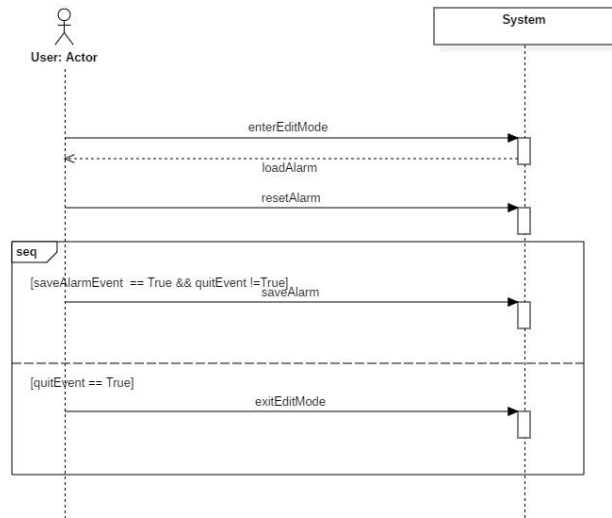 System
User: Actor
enterEditMode
loadAlarm
resetAlarm
seq
[saveAlarmEvent == True && quitEvent !=True]
saveAlarm
[quitEvent == True]
exitEditMode